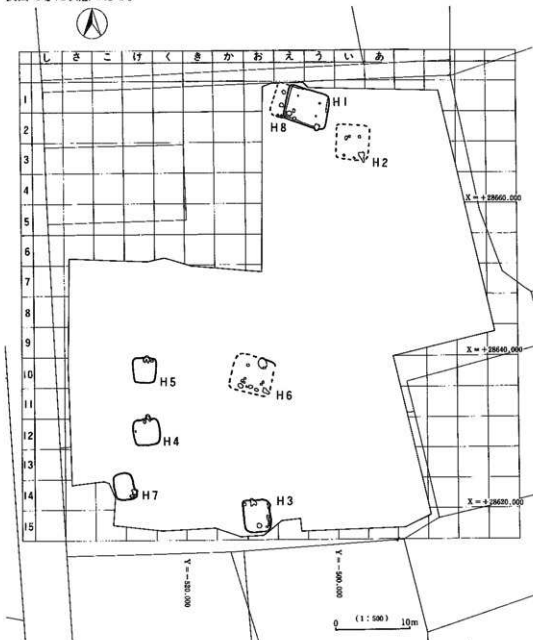 し さ こ け く き か お え う い あ
1
2
3
4
5
6
7
8
9
10
11
12
13
14
15
H1
H8
H2
X=+28660.000
X=+28640.000
H5
H6
H4
H7
H3
X=+28620.000
Y=-520.000
Y=-500.000
0 (1:500) 10m